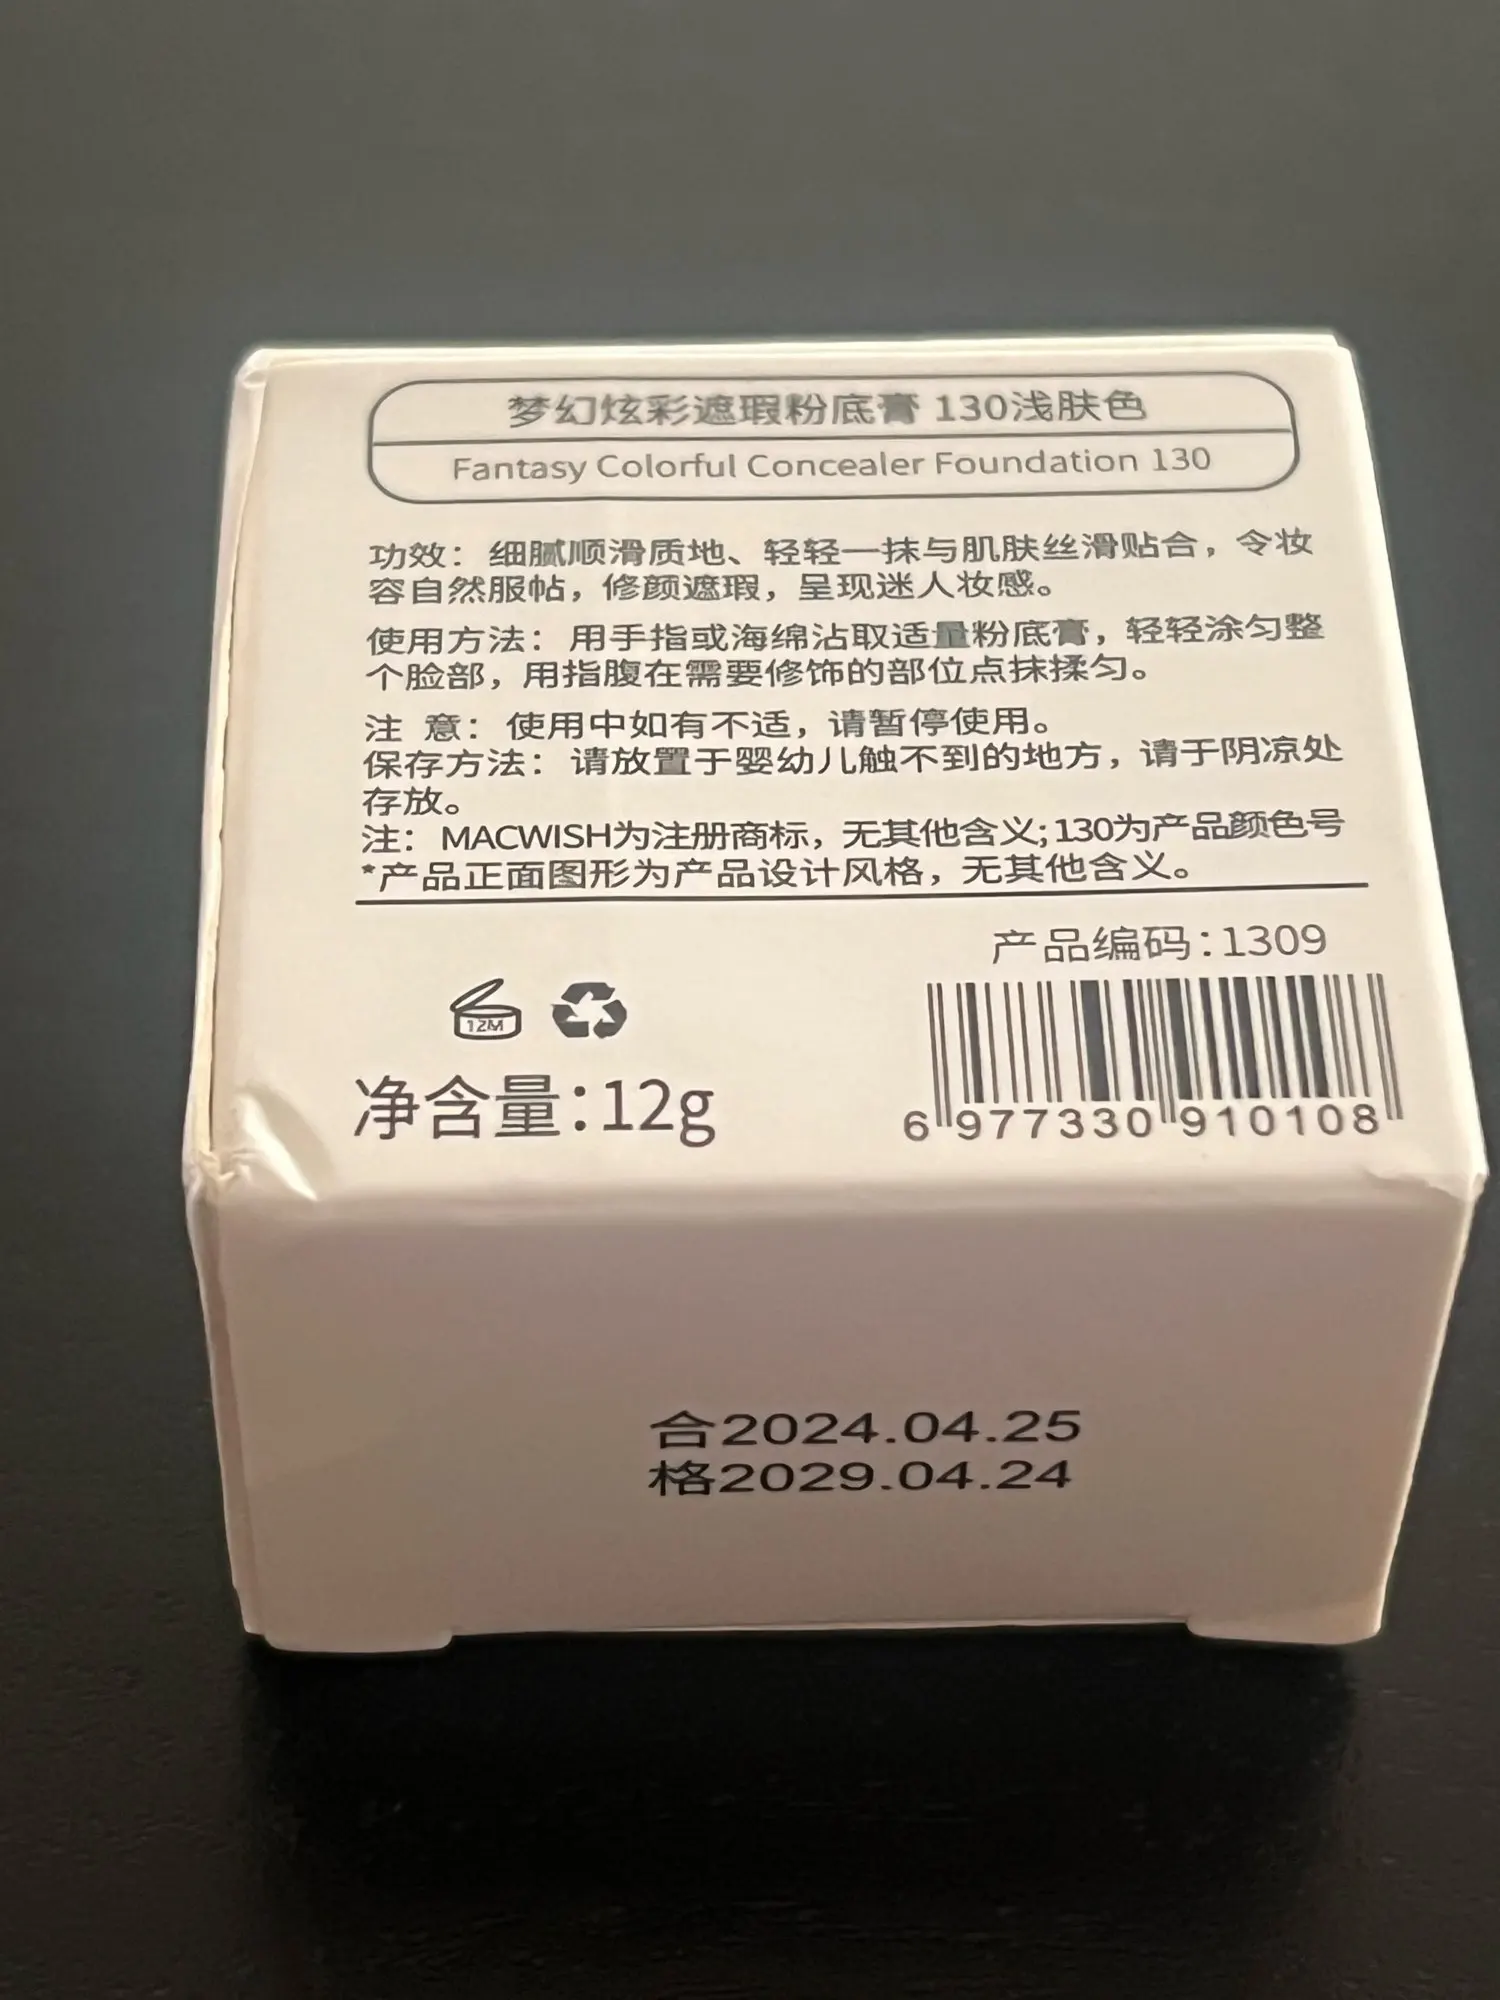 梦幻炫彩遮瑕粉底膏 130浅肤色
Fantasy Colorful Concealer Foundation 130
功效：细腻顺滑质地、轻轻一抹与肌肤丝滑贴合，令妆
容自然服帖，修颜遮瑕，呈现迷人妆感。
使用方法：用手指或海绵沾取适量粉底膏，轻轻涂匀整
个脸部，用指腹在需要修饰的部位点抹揉匀。
注 意：使用中如有不适，请暂停使用。
保存方法：请放置于婴幼儿触不到的地方，请于阴凉处
存放。
注：MACWISH为注册商标，无其他含义；130为产品颜色号
*产品正面图形为产品设计风格，无其他含义。
产品编码：1309
12M
净含量：12g
6 977330 910108
合2024.04.25
格2029.04.24